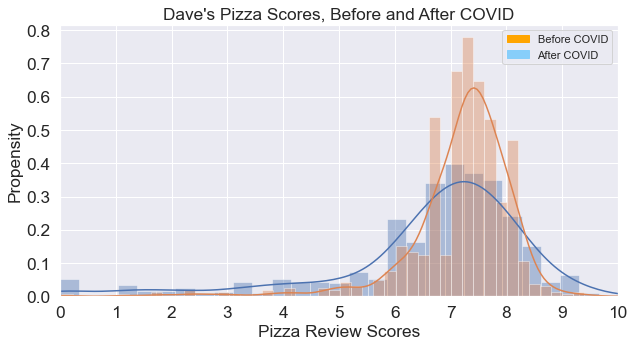 Dave's Pizza Scores, Before and After COVID
Before COVID
After COVID
Propensity
0.8
0.7
0.6
0.5
0.4
0.3
0.2
0.1
0.0
0 1 2 3 4 5 6 7 8 9 10
Pizza Review Scores